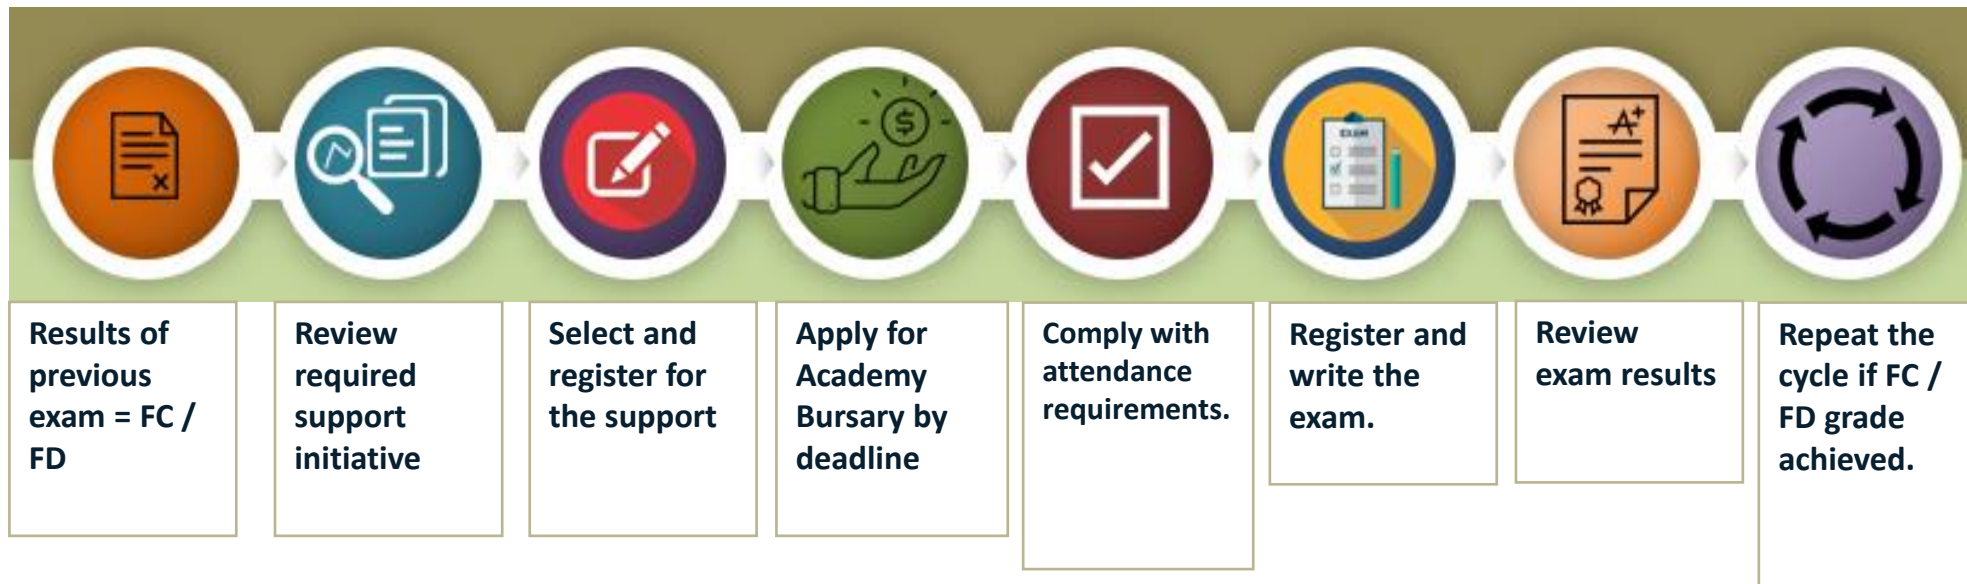 EXAM
A+
$
Results of
previous
exam = FC /
FD
Review
required
support
initiative
Select and
register for
the support
Apply for
Academy
Bursary by
deadline
Comply with
attendance
requirements.
Register and
write the
exam.
Review
exam results
Repeat the
cycle if FC /
FD grade
achieved.